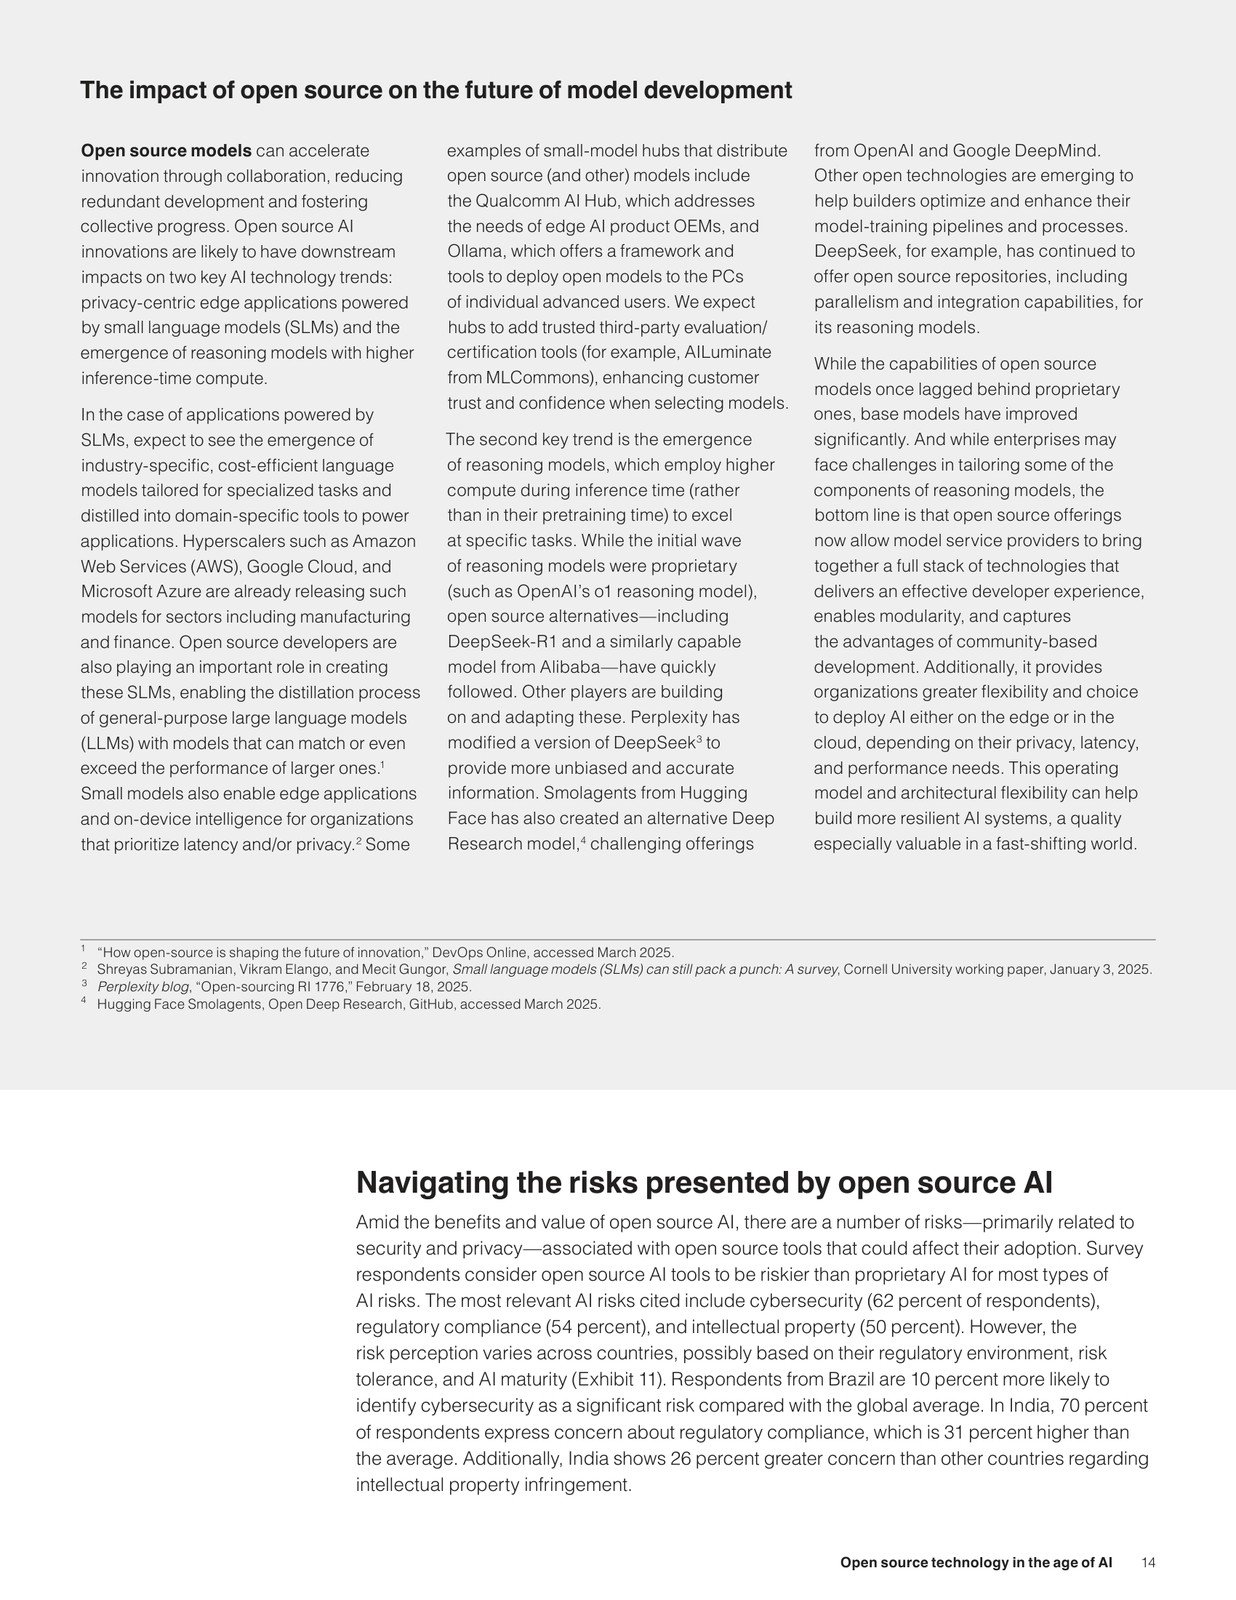 The impact of open source on the future of model development
Open source models can accelerate
innovation through collaboration, reducing
redundant development and fostering
collective progress. Open source AI
innovations are likely to have downstream
impacts on two key AI technology trends:
privacy-centric edge applications powered
by small language models (SLMs) and the
emergence of reasoning models with higher
inference-time compute.
In the case of applications powered by
SLMs, expect to see the emergence of
industry-specific, cost-efficient language
models tailored for specialized tasks and
distilled into domain-specific tools to power
applications. Hyperscalers such as Amazon
Web Services (AWS), Google Cloud, and
Microsoft Azure are already releasing such
models for sectors including manufacturing
and finance. Open source developers are
also playing an important role in creating
these SLMs, enabling the distillation process
of general-purpose large language models
(LLMs) with models that can match or even
exceed the performance of larger ones.¹
Small models also enable edge applications
and on-device intelligence for organizations
that prioritize latency and/or privacy.² Some
examples of small-model hubs that distribute
open source (and other) models include
the Qualcomm AI Hub, which addresses
the needs of edge AI product OEMs, and
Ollama, which offers a framework and
tools to deploy open models to the PCs
of individual advanced users. We expect
hubs to add trusted third-party evaluation/
certification tools (for example, AILuminate
from MLCommons), enhancing customer
trust and confidence when selecting models.
The second key trend is the emergence
of reasoning models, which employ higher
compute during inference time (rather
than in their pretraining time) to excel
at specific tasks. While the initial wave
of reasoning models were proprietary
(such as OpenAI’s o1 reasoning model),
open source alternatives—including
DeepSeek-R1 and a similarly capable
model from Alibaba—have quickly
followed. Other players are building
on and adapting these. Perplexity has
modified a version of DeepSeek³ to
provide more unbiased and accurate
information. Smolagents from Hugging
Face has also created an alternative Deep
Research model,⁴ challenging offerings
from OpenAI and Google DeepMind.
Other open technologies are emerging to
help builders optimize and enhance their
model-training pipelines and processes.
DeepSeek, for example, has continued to
offer open source repositories, including
parallelism and integration capabilities, for
its reasoning models.
While the capabilities of open source
models once lagged behind proprietary
ones, base models have improved
significantly. And while enterprises may
face challenges in tailoring some of the
components of reasoning models, the
bottom line is that open source offerings
now allow model service providers to bring
together a full stack of technologies that
delivers an effective developer experience,
enables modularity, and captures
the advantages of community-based
development. Additionally, it provides
organizations greater flexibility and choice
to deploy AI either on the edge or in the
cloud, depending on their privacy, latency,
and performance needs. This operating
model and architectural flexibility can help
build more resilient AI systems, a quality
especially valuable in a fast-shifting world.
¹ “How open-source is shaping the future of innovation,” DevOps Online, accessed March 2025.
² Shreyas Subramanian, Vikram Elango, and Mecit Gungor, Small language models (SLMs) can still pack a punch: A survey, Cornell University working paper, January 3, 2025.
³ Perplexity blog, “Open-sourcing RI 1776,” February 18, 2025.
⁴ Hugging Face Smolagents, Open Deep Research, GitHub, accessed March 2025.
Navigating the risks presented by open source AI
Amid the benefits and value of open source AI, there are a number of risks—primarily related to
security and privacy—associated with open source tools that could affect their adoption. Survey
respondents consider open source AI tools to be riskier than proprietary AI for most types of
AI risks. The most relevant AI risks cited include cybersecurity (62 percent of respondents),
regulatory compliance (54 percent), and intellectual property (50 percent). However, the
risk perception varies across countries, possibly based on their regulatory environment, risk
tolerance, and AI maturity (Exhibit 11). Respondents from Brazil are 10 percent more likely to
identify cybersecurity as a significant risk compared with the global average. In India, 70 percent
of respondents express concern about regulatory compliance, which is 31 percent higher than
the average. Additionally, India shows 26 percent greater concern than other countries regarding
intellectual property infringement.
Open source technology in the age of AI 14